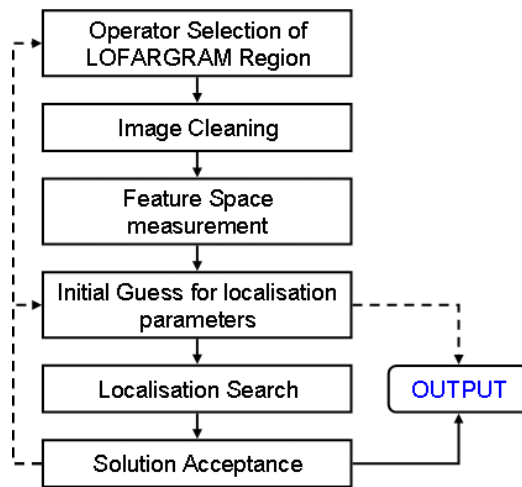 Operator Selection of
LOFARGRAM Region
Image Cleaning
Feature Space
measurement
Initial Guess for localisation
parameters
Localisation Search
OUTPUT
Solution Acceptance